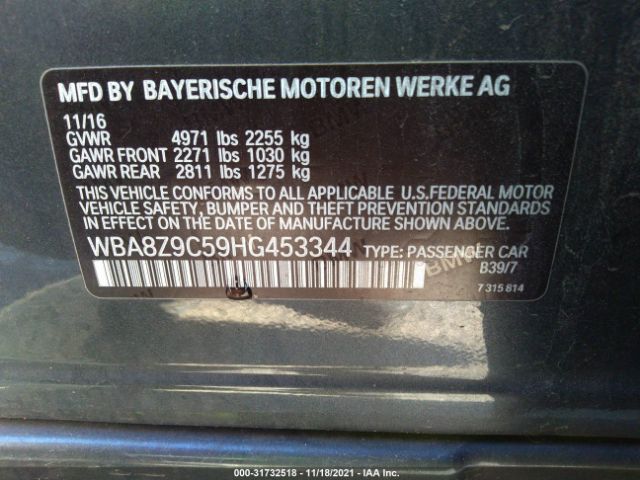 MFD BY BAYERISCHE MOTOREN WERKE AG
11/16
GVWR 4971 lbs 2255 kg
GAWR FRONT 2271 lbs 1030 kg
GAWR REAR 2811 lbs 1275 kg
THIS VEHICLE CONFORMS TO ALL APPLICABLE U.S.FEDERAL MOTOR
VEHICLE SAFETY, BUMPER AND THEFT PREVENTION STANDARDS
IN EFFECT ON THE DATE OF MANUFACTURE SHOWN ABOVE.
WBA8Z9C59HG453344 TYPE: PASSENGER CAR
B39/7
7 315 814
000-31732518 - 11/18/2021 - IAA Inc.